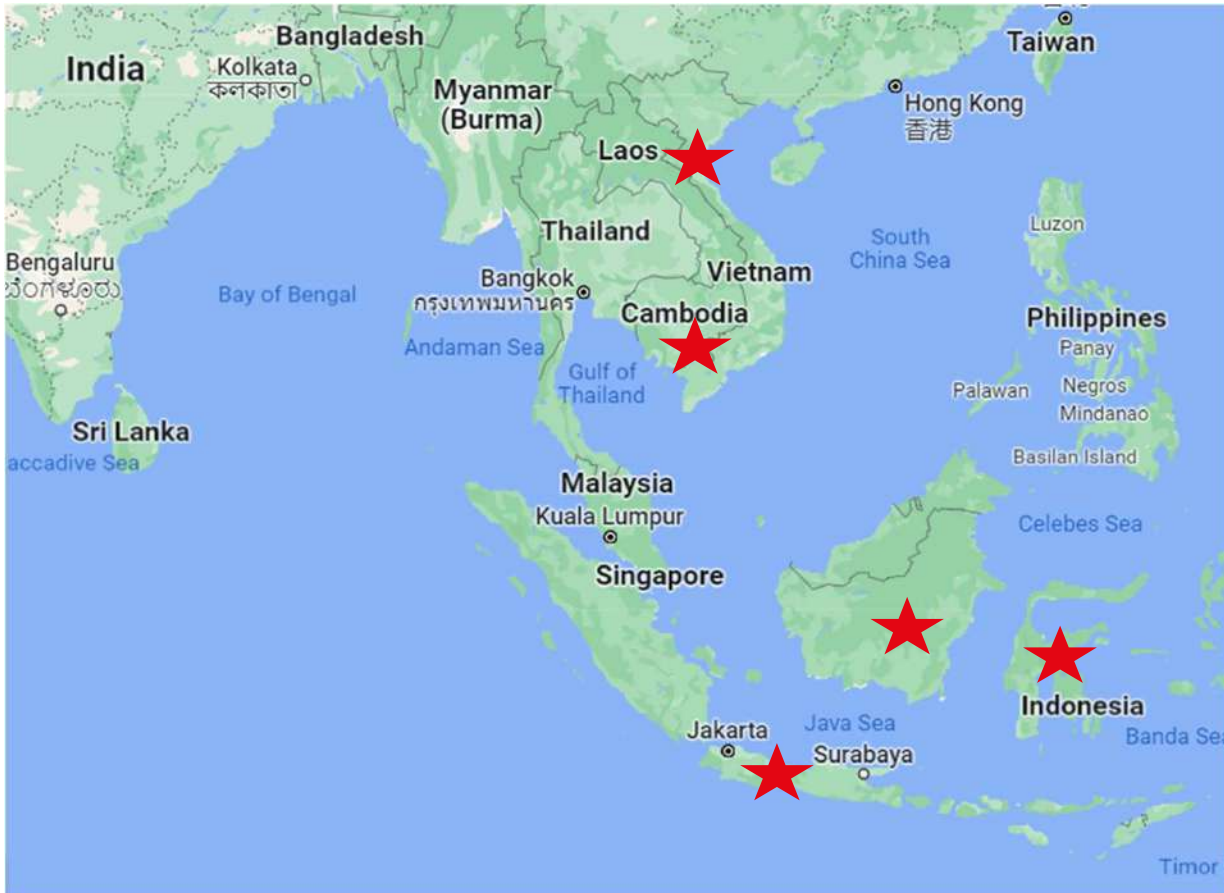 Bangladesh
Taiwan
India
Kolkata
কলকাতা
Myanmar
(Burma)
Hong Kong
香港
Laos
Luzon
Thailand
South
China Sea
Bengaluru
ಬೆಂಗಳೂರು
Vietnam
Bangkok
กรุงเทพมหานคร
Bay of Bengal
Cambodia
Philippines
Andaman Sea
Panay
Gulf of
Thailand
Palawan
Negros
Mindanao
Sri Lanka
accadive Sea
Basilan Island
Malaysia
Kuala Lumpur
Celebes Sea
Singapore
Indonesia
Java Sea
Jakarta
Banda Sea
Surabaya
Timor